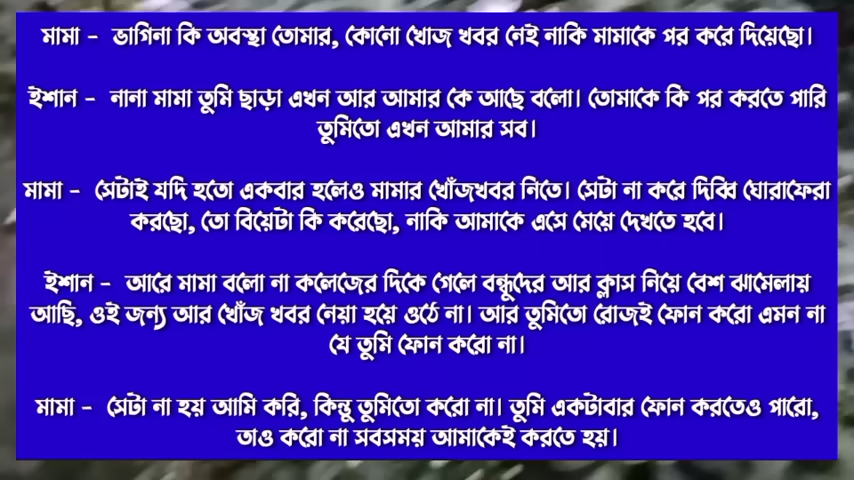 মামা - ভাগিনা কি অবস্থা তোমার, কোনো খোজ খবর নেই নাকি মামাকে পর করে দিয়েছো।
ইশান - নানা মামা তুমি ছাড়া এখন আর আমার কে আছে বলো। তোমাকে কি পর করতে পারি
তুমিতো এখন আমার সব।
মামা - সেটাই যদি হতো একবার হলেও মামার খোঁজখবর নিতে। সেটা না করে দিব্বি ঘোরাফেরা
করছো, তো বিয়েটা কি করেছো, নাকি আমাকে এসে মেয়ে দেখতে হবে।
ইশান - আরে মামা বলো না কলেজের দিকে গেলে বন্ধুদের আর ক্লাস নিয়ে বেশ ঝামেলায়
আছি, ওই জন্য আর খোঁজ খবর নেয়া হয়ে ওঠে না। আর তুমিতো রোজই ফোন করো এমন না
যে তুমি ফোন করো না।
মামা - সেটা না হয় আমি করি, কিন্তু তুমিতো করো না। তুমি একটাবার ফোন করতেও পারো,
তাও করো না সবসময় আমাকেই করতে হয়।